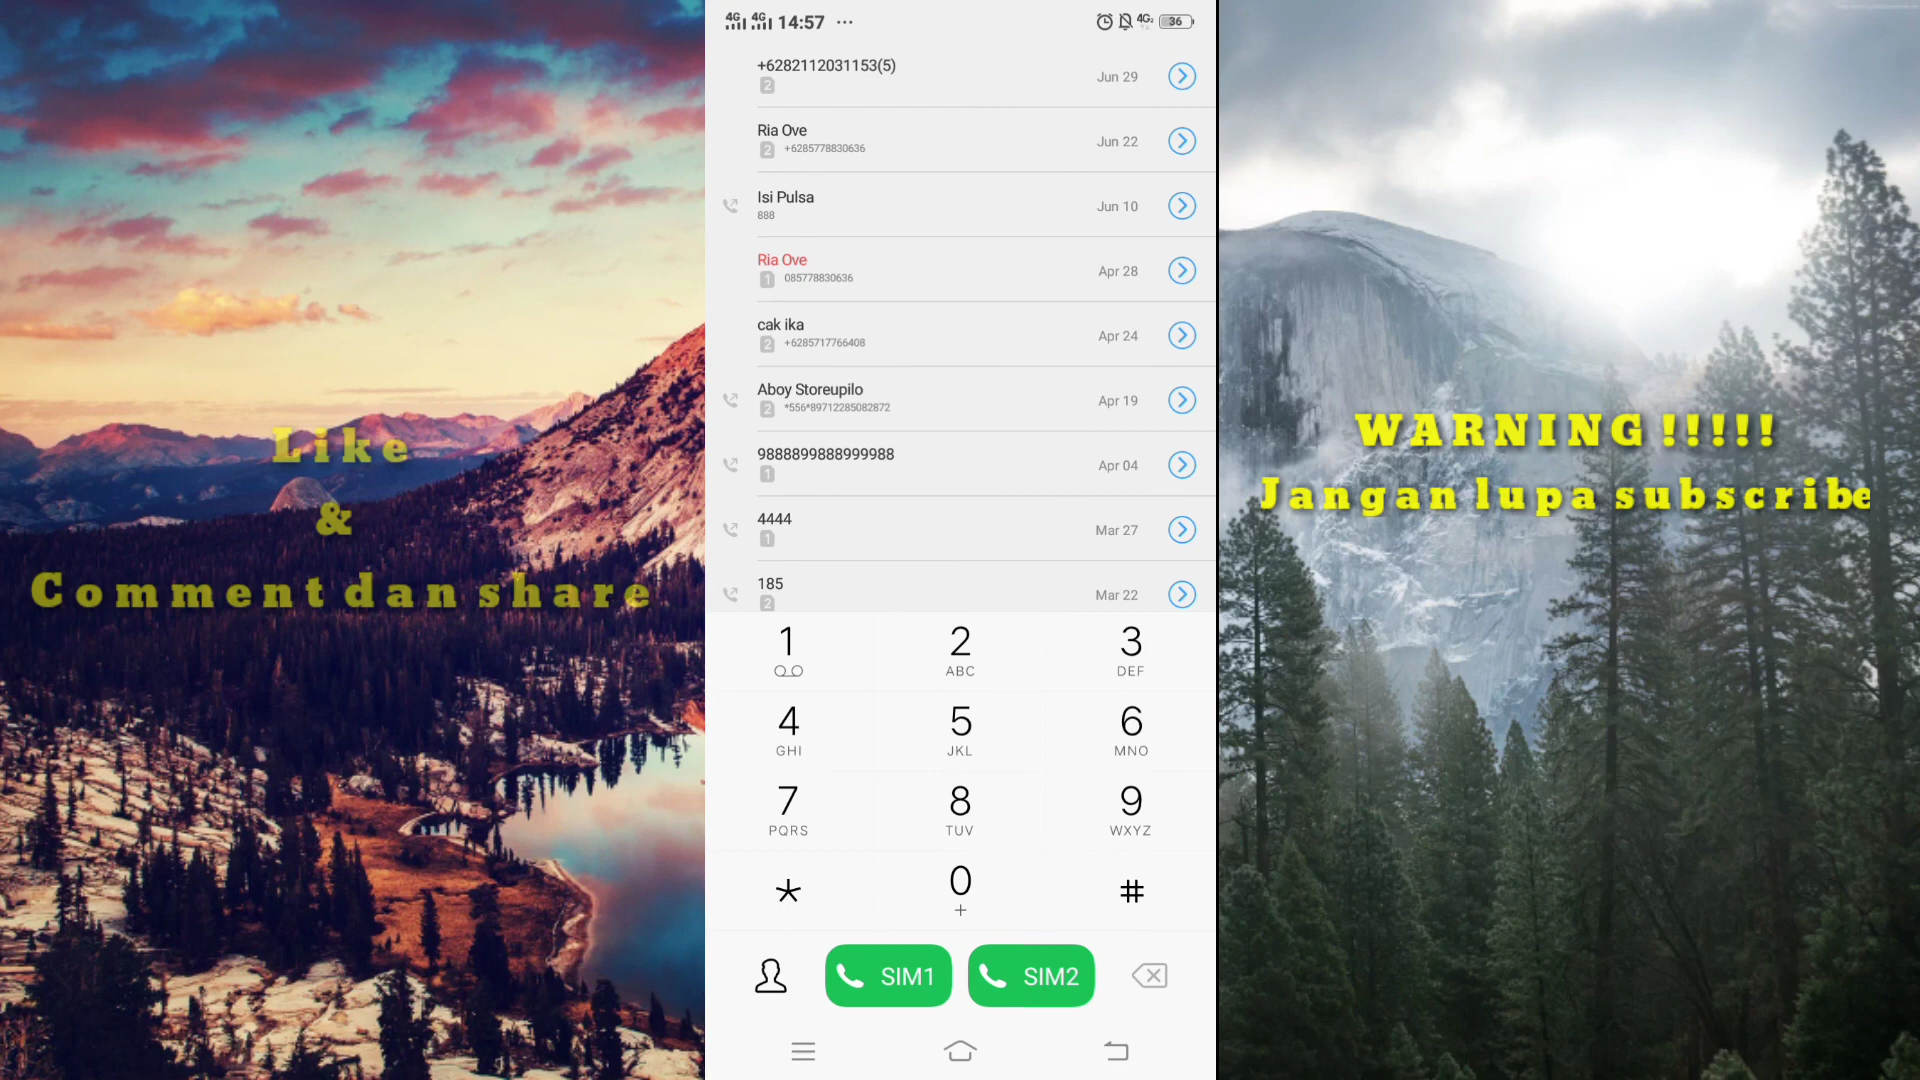 Like
&
Comment dan share
4G 4G 14:57 ...
4G2 36
+6282112031153(5)
2
Jun 29
Ria Ove
2 +6285778830636
Jun 22
Isi Pulsa
888
Jun 10
Ria Ove
1 085778830636
Apr 28
cak ika
2 +6285717766408
Apr 24
Aboy Storeupilo
2 *556*89712285082872
Apr 19
9888899888999988
1
Apr 04
4444
1
Mar 27
185
2
Mar 22
1 2 3
ABC DEF
4 5 6
GHI JKL MNO
7 8 9
PQRS TUV WXYZ
* 0 #
+
SIM1 SIM2
WARNING !!!!!
Jangan lupa subscribe